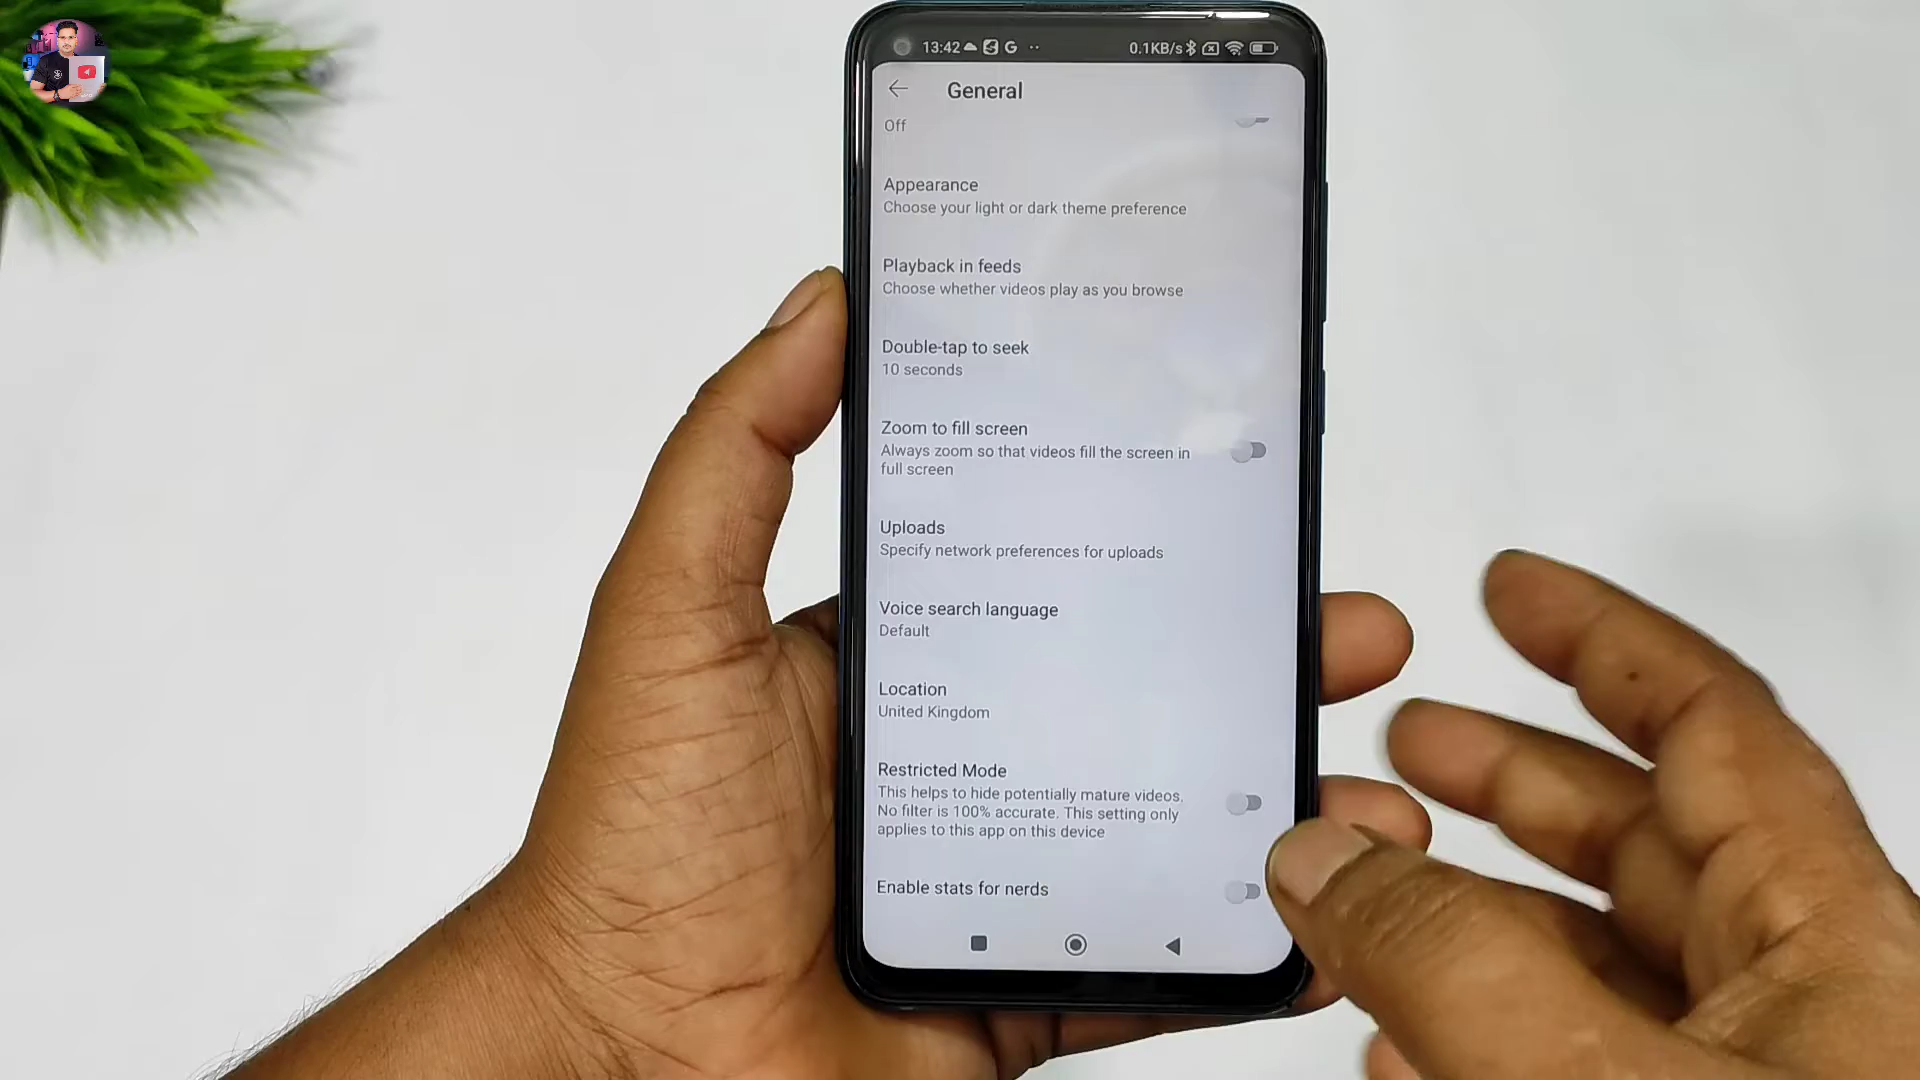 13:42
0.1KB/s
General
Off
Appearance
Choose your light or dark theme preference
Playback in feeds
Choose whether videos play as you browse
Double-tap to seek
10 seconds
Zoom to fill screen
Always zoom so that videos fill the screen in
full screen
Uploads
Specify network preferences for uploads
Voice search language
Default
Location
United Kingdom
Restricted Mode
This helps to hide potentially mature videos.
No filter is 100% accurate. This setting only
applies to this app on this device
Enable stats for nerds